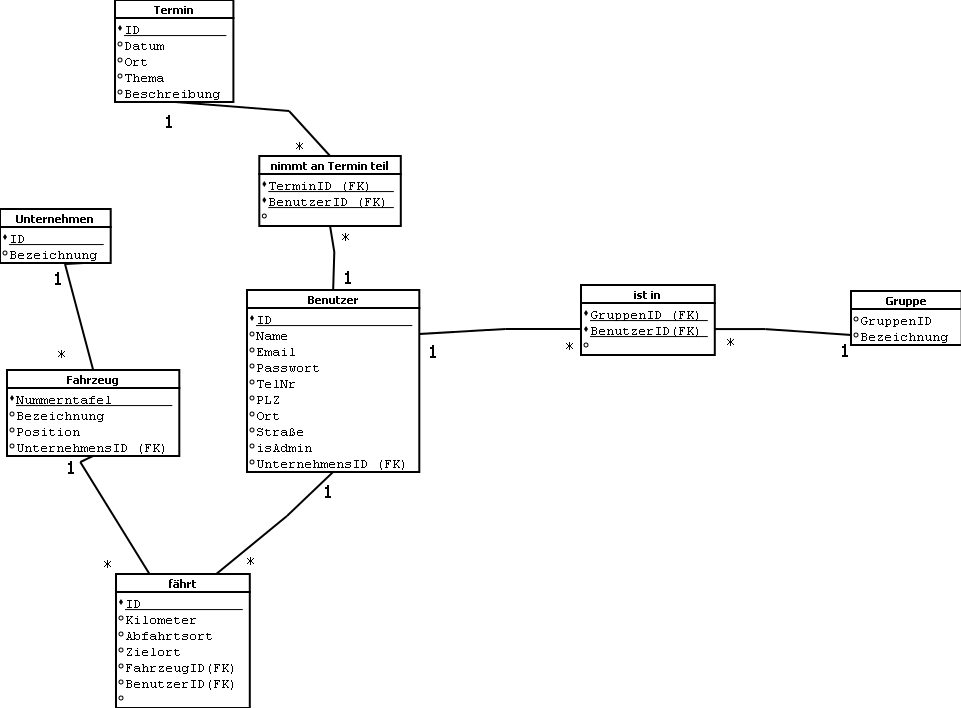 Termin
ID
Datum
Ort
Thema
Beschreibung
1
*
nimmt an Termin teil
TerminID (FK)
BenutzerID (FK)
*
1
Unternehmen
ID
Bezeichnung
1
*
Fahrzeug
Nummerntafel
Bezeichnung
Position
UnternehmensID (FK)
1
*
Benutzer
ID
Name
Email
Passwort
TelNr
PLZ
Ort
Straße
isAdmin
UnternehmensID (FK)
1
*
1
*
ist in
GruppenID (FK)
BenutzerID(FK)
*
1
Gruppe
GruppenID
Bezeichnung
fährt
ID
Kilometer
Abfahrtsort
Zielort
FahrzeugID(FK)
BenutzerID(FK)